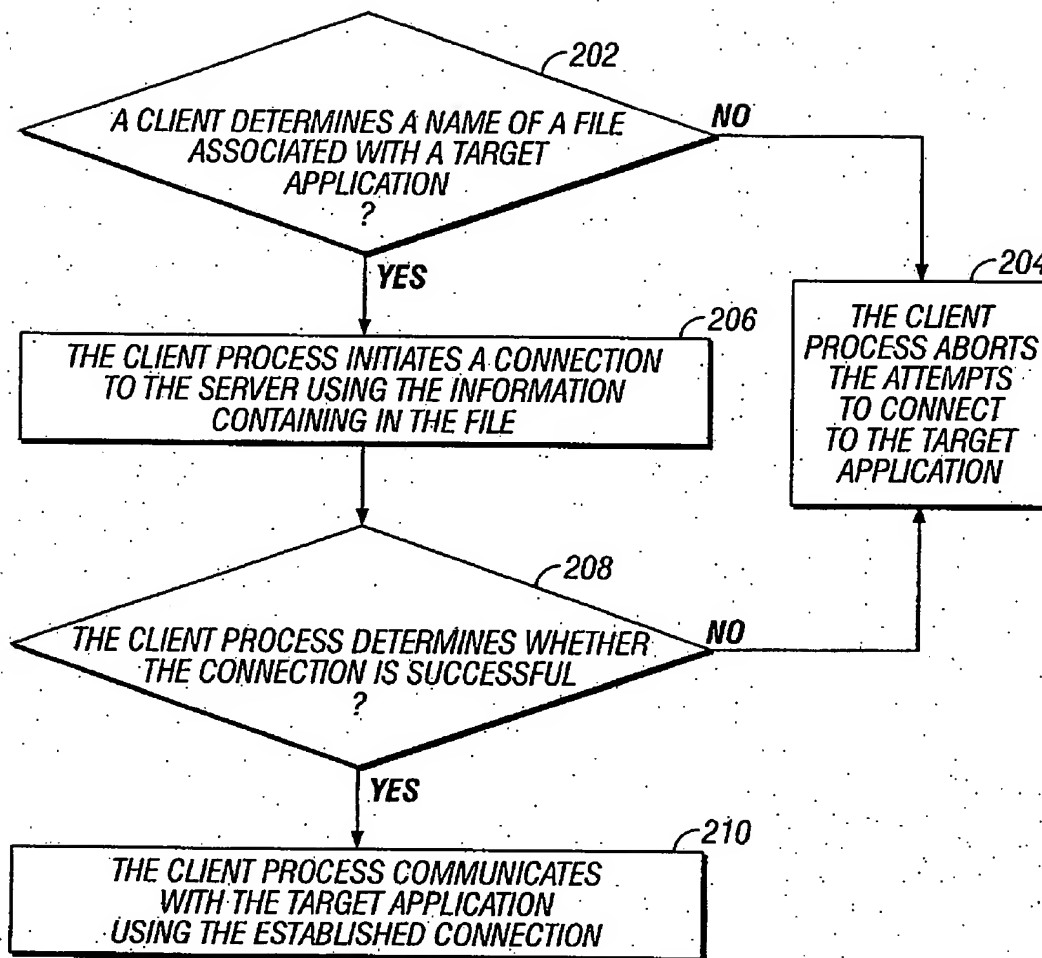 202
A CLIENT DETERMINES A NAME OF A FILE
ASSOCIATED WITH A TARGET
APPLICATION
?
NO
YES
204
THE CLIENT
PROCESS ABORTS
THE ATTEMPTS
TO CONNECT
TO THE TARGET
APPLICATION
206
THE CLIENT PROCESS INITIATES A CONNECTION
TO THE SERVER USING THE INFORMATION
CONTAINING IN THE FILE
208
THE CLIENT PROCESS DETERMINES WHETHER
THE CONNECTION IS SUCCESSFUL
?
NO
YES
210
THE CLIENT PROCESS COMMUNICATES
WITH THE TARGET APPLICATION
USING THE ESTABLISHED CONNECTION